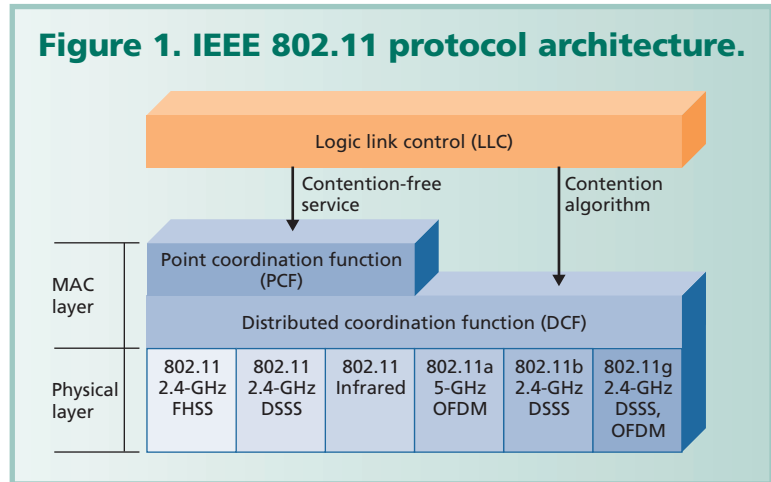 Figure 1. IEEE 802.11 protocol architecture.
Logic link control (LLC)
Contention-free
service
Contention
algorithm
Point coordination function
(PCF)
MAC
layer
Distributed coordination function (DCF)
Physical
layer
802.11
2.4-GHz
FHSS
802.11
2.4-GHz
DSSS
802.11
Infrared
802.11a
5-GHz
OFDM
802.11b
2.4-GHz
DSSS
802.11g
2.4-GHz
DSSS,
OFDM